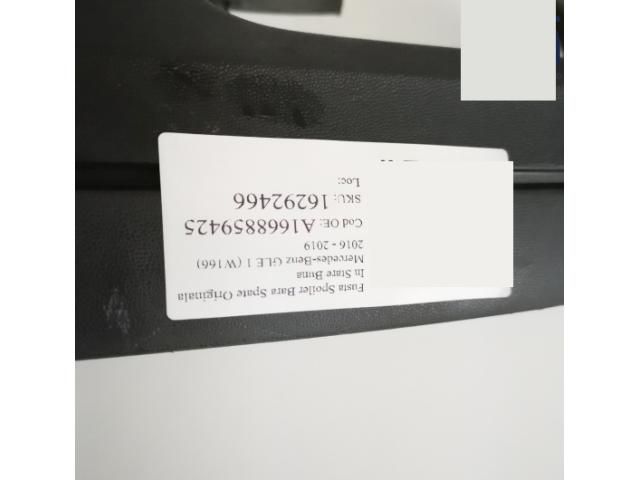 Fusta Spoiler Bara Spate Originala
In Stare Buna
Mercedes-Benz GLE 1 (W166)
2016 - 2019
Cod OE: A1668859425
SKU: 16292466
Loc: